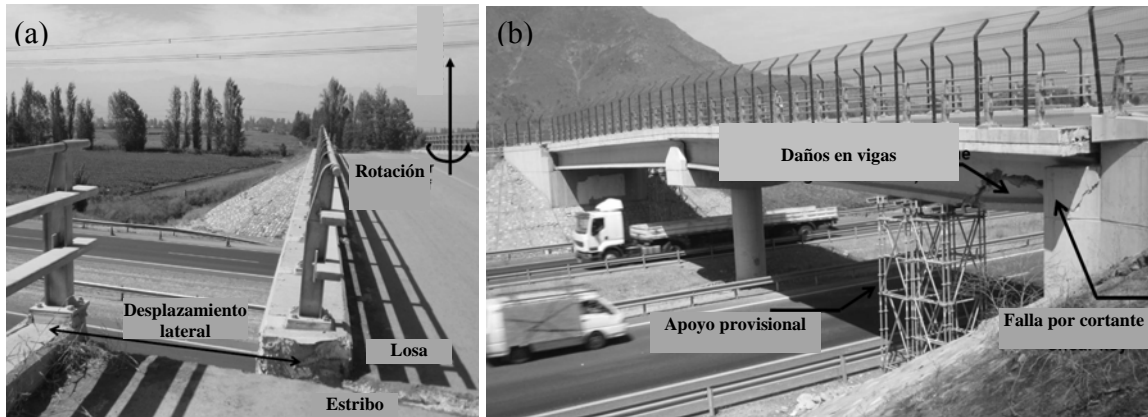 (a)
Rotación
Desplazamiento
lateral
Losa
Estribo
(b)
Daños en vigas
Apoyo provisional
Falla por cortante